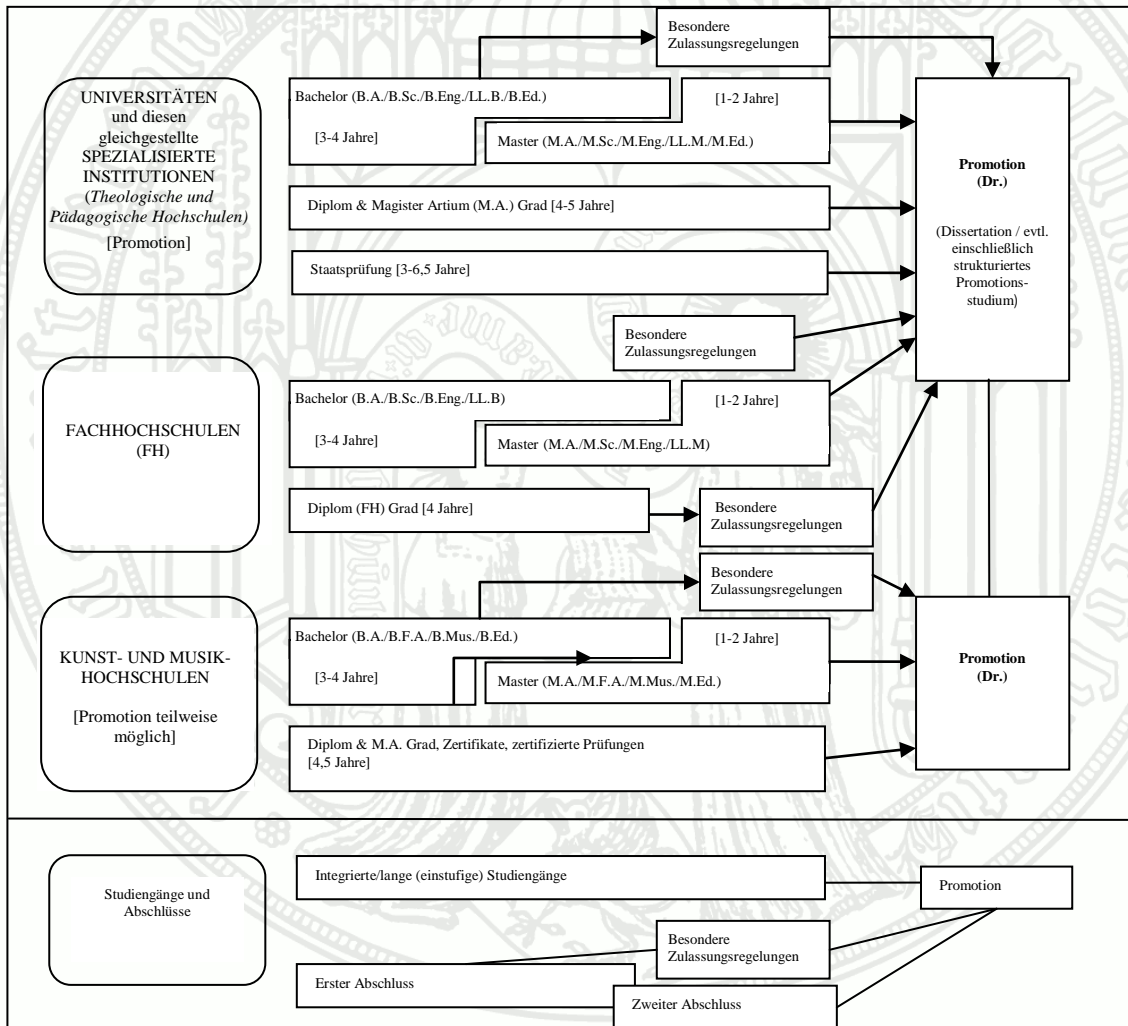 Besondere
Zulassungsregelungen
UNIVERSITÄTEN
und diesen
gleichgestellte
SPEZIALISIERTE
INSTITUTIONEN
(Theologische und
Pädagogische Hochschulen)
[Promotion]
Bachelor (B.A./B.Sc./B.Eng./LL.B./B.Ed.)
[3-4 Jahre]
[1-2 Jahre]
Master (M.A./M.Sc./M.Eng./LL.M./M.Ed.)
Diplom & Magister Artium (M.A.) Grad [4-5 Jahre]
Staatsprüfung [3-6,5 Jahre]
Promotion
(Dr.)
(Dissertation / evtl.
einschließlich
strukturiertes
Promotions-
studium)
Besondere
Zulassungsregelungen
FACHHOCHSCHULEN
(FH)
Bachelor (B.A./B.Sc./B.Eng./LL.B)
[3-4 Jahre]
[1-2 Jahre]
Master (M.A./M.Sc./M.Eng./LL.M)
Diplom (FH) Grad [4 Jahre]
Besondere
Zulassungsregelungen
Besondere
Zulassungsregelungen
KUNST- UND MUSIK-
HOCHSCHULEN
[Promotion teilweise
möglich]
Bachelor (B.A./B.F.A./B.Mus./B.Ed.)
[3-4 Jahre]
[1-2 Jahre]
Master (M.A./M.F.A./M.Mus./M.Ed.)
Diplom & M.A. Grad, Zertifikate, zertifizierte Prüfungen
[4,5 Jahre]
Promotion
(Dr.)
Studiengänge und
Abschlüsse
Integrierte/lange (einstufige) Studiengänge
Promotion
Besondere
Zulassungsregelungen
Erster Abschluss
Zweiter Abschluss